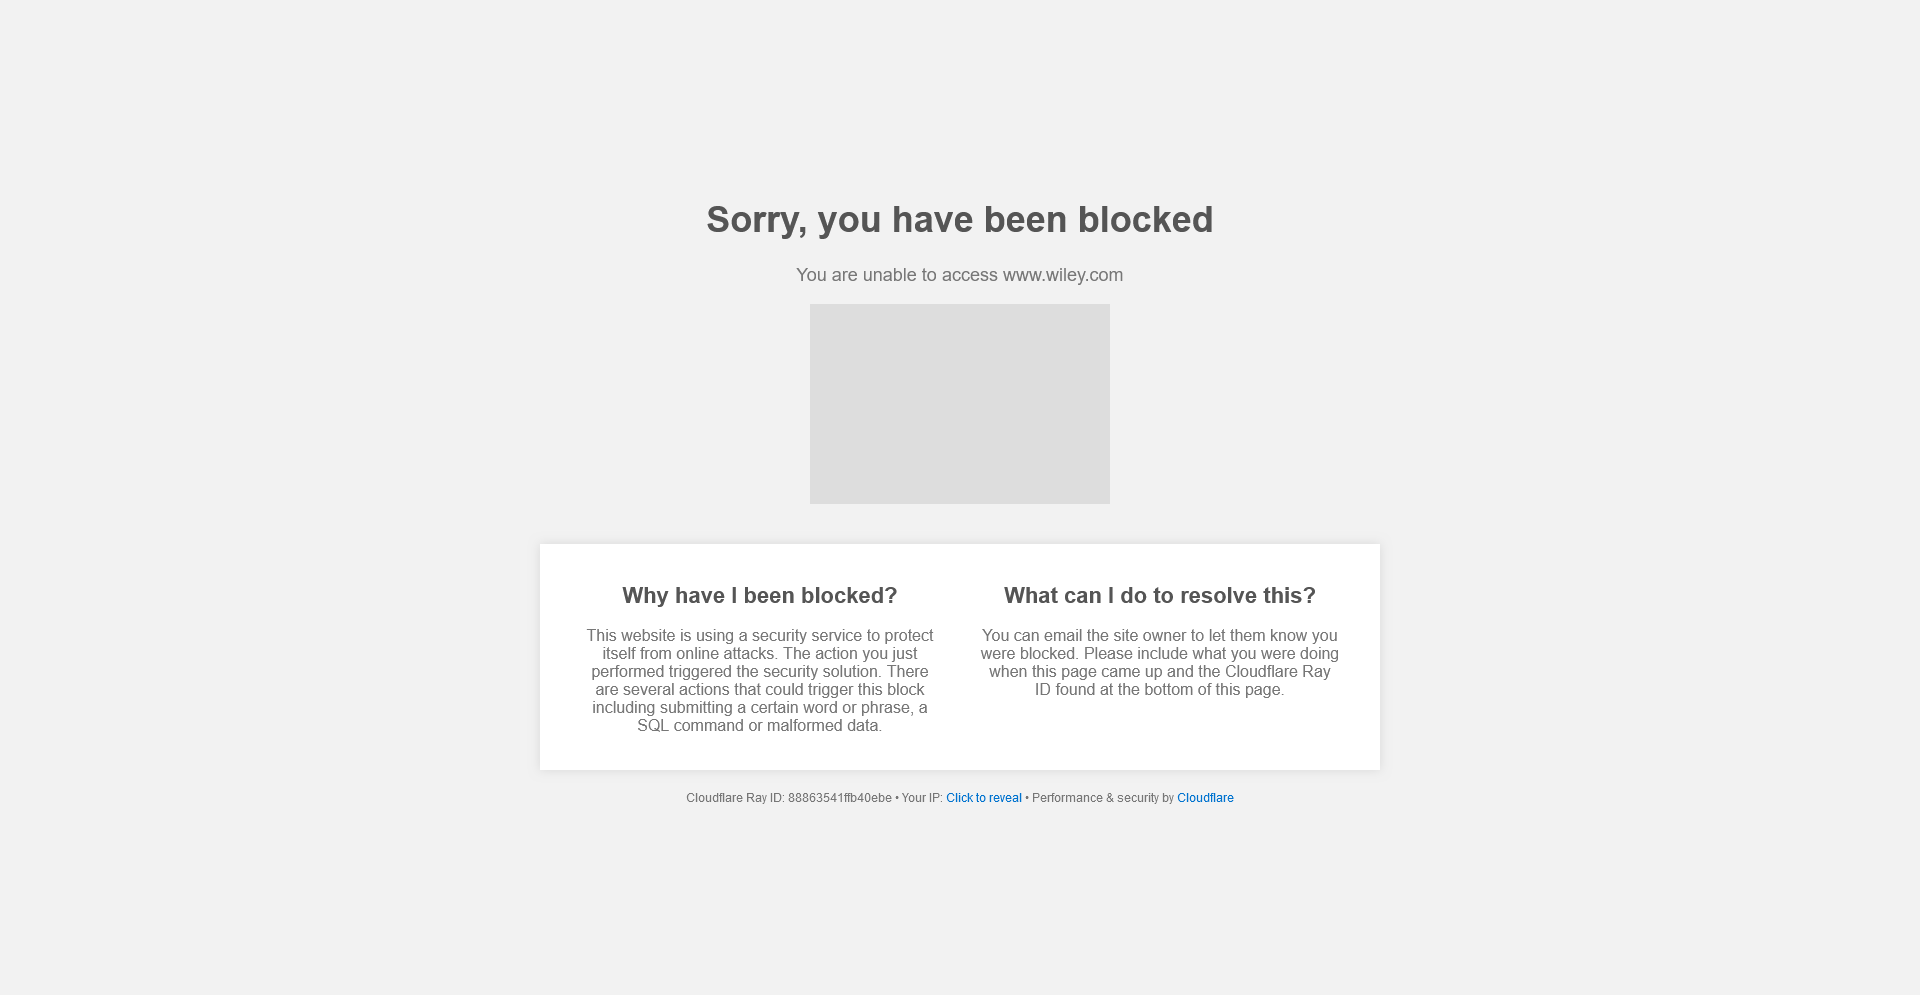 Sorry, you have been blocked
You are unable to access www.wiley.com
Why have I been blocked?
This website is using a security service to protect
itself from online attacks. The action you just
performed triggered the security solution. There
are several actions that could trigger this block
including submitting a certain word or phrase, a
SQL command or malformed data.
What can I do to resolve this?
You can email the site owner to let them know you
were blocked. Please include what you were doing
when this page came up and the Cloudflare Ray
ID found at the bottom of this page.
Cloudflare Ray ID: 88863541ffb40ebe • Your IP: Click to reveal • Performance & security by Cloudflare